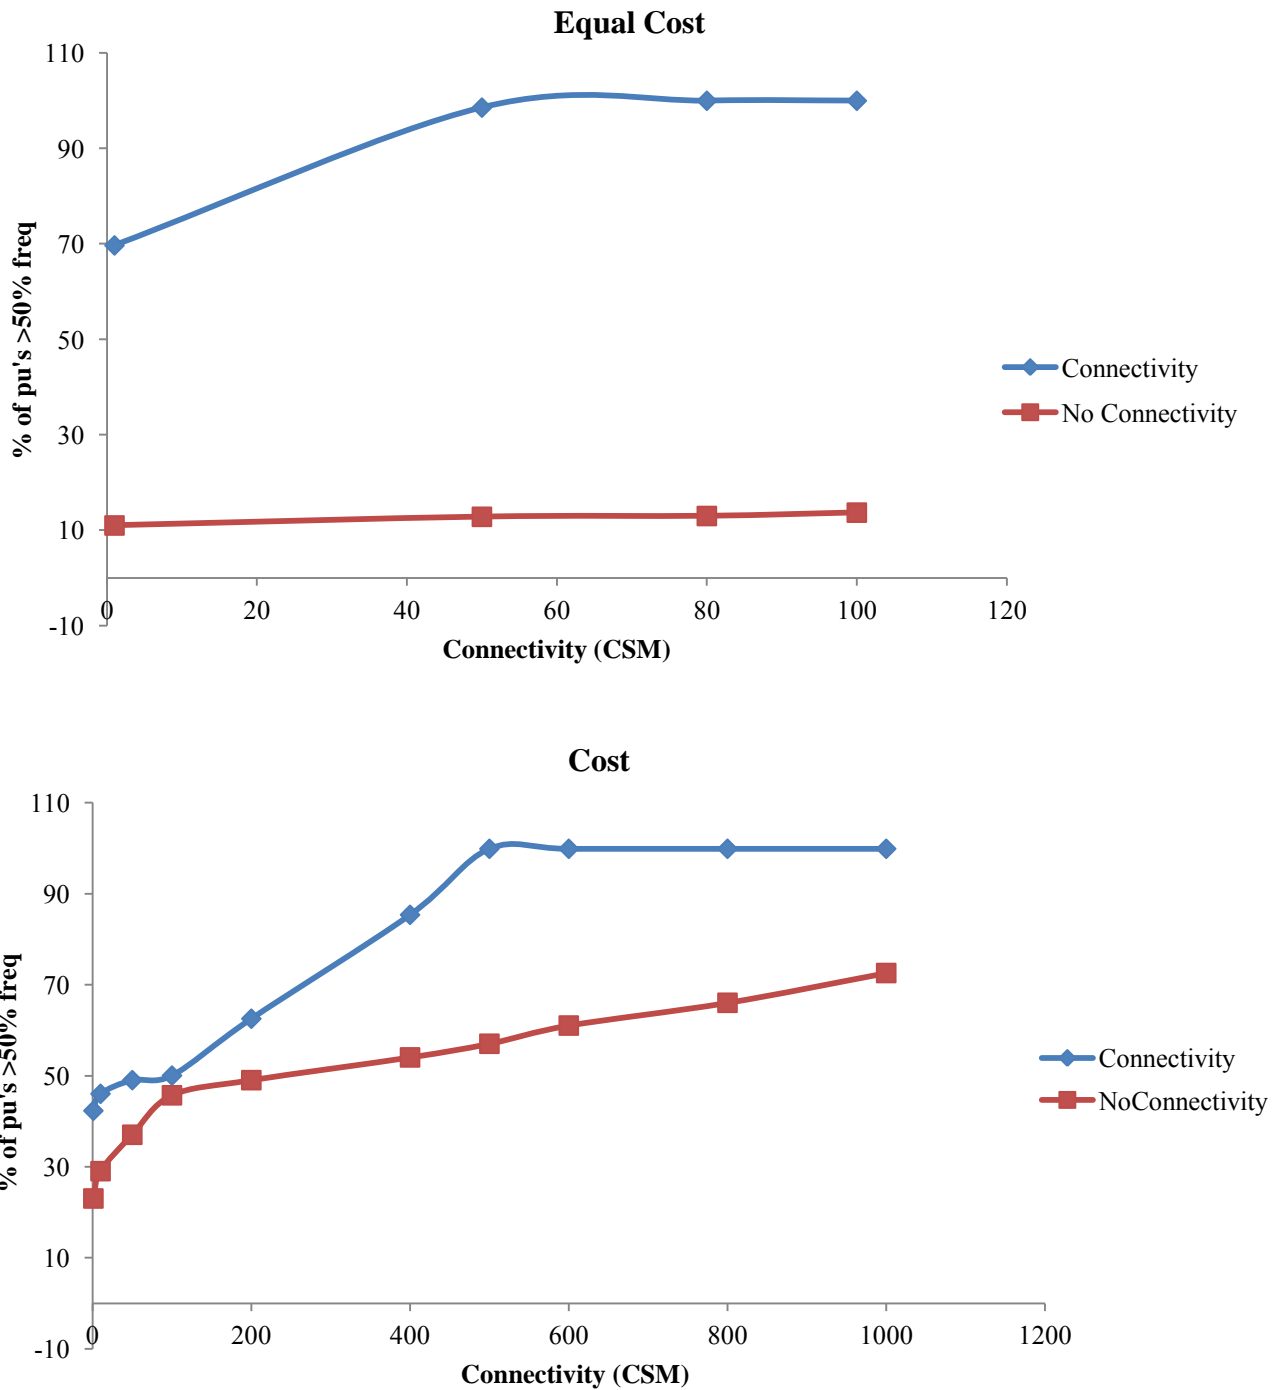 Equal Cost
110
90
70
50
30
10
-10
% of pu's >50% freq
0 20 40 60 80 100 120
Connectivity (CSM)
Connectivity
No Connectivity
Cost
110
90
70
50
30
10
-10
% of pu's >50% freq
0 200 400 600 800 1000 1200
Connectivity (CSM)
Connectivity
NoConnectivity